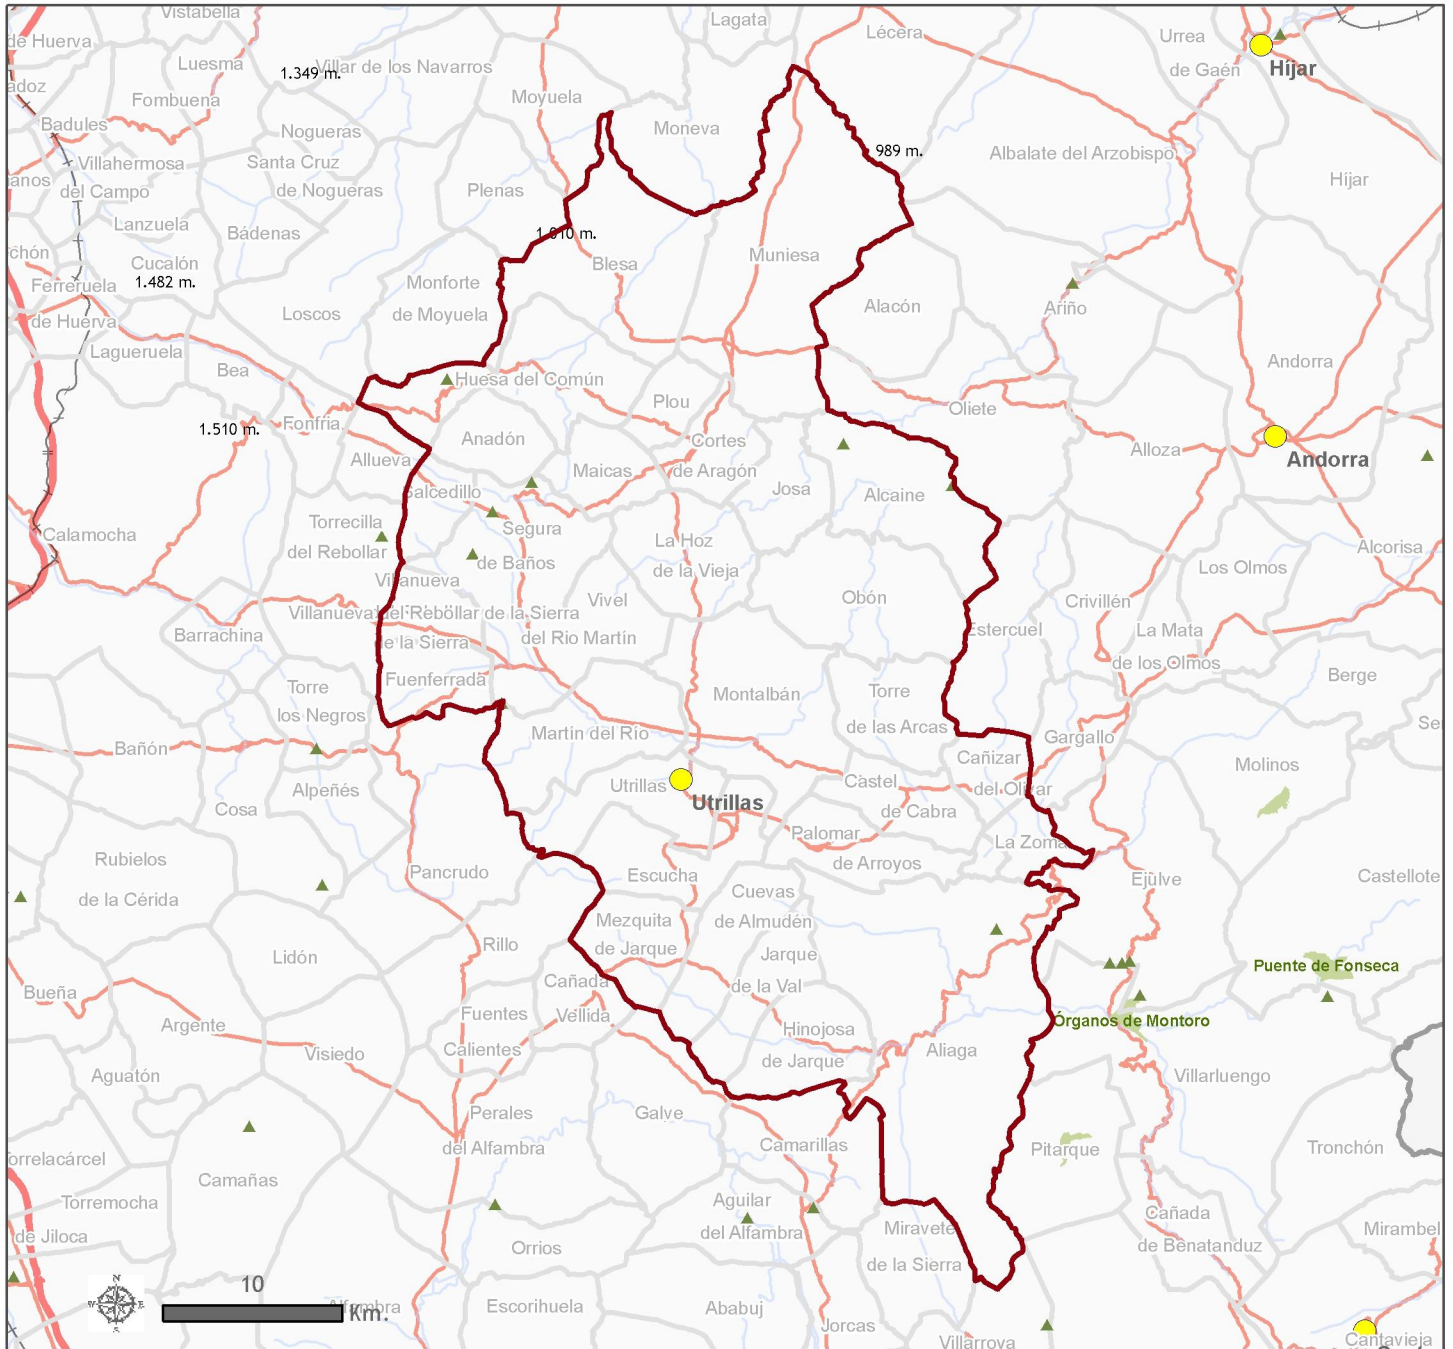 Vistabella
Lagata
Lécera
Urrea
de Gaén
Híjar
de Huerva
Luesma
1.349 m.
Villar de los Navarros
adoz
Fombuena
Moyuela
Badules
Nogueras
Moneva
989 m.
Albalate del Arzobispo
Villahermosa
del Campo
Santa Cruz
de Nogueras
anos
Plenas
Híjar
Lanzuela
Bádenas
1.010 m.
chón
Cucalón
1.482 m.
Blesa
Muniesa
Ferreruela
de Huerva
Monforte
de Moyuela
Loscos
Alacón
Ariño
Lagueruela
Bea
Huesa del Común
Andorra
Plou
Oliete
1.510 m.
Fonfría
Anadón
Cortes
de Aragón
Alloza
Andorra
Allueva
Maicas
Salcedillo
Josa
Alcaine
Calamocha
Torrecilla
del Rebollar
Segura
de Baños
La Hoz
de la Vieja
Alcorisa
Los Olmos
Villanueva
del Rebollar de la Sierra
Villanueva
de la Sierra
Vivel
del Río Martín
Obón
Crivillén
Barrachina
Estercuel
La Mata
de los Olmos
Berge
Torre
los Negros
Fuenferrada
Montalbán
Torre
de las Arcas
Se
Bañón
Martín del Río
Gargallo
Cañizar
del Olivar
Molinos
Alpeñés
Utrillas
Utrillas
Castel
de Cabra
Cosa
Palomar
de Arroyos
La Zoma
Rubielos
de la Cérida
Pancrudo
Escucha
Cuevas
de Almudén
Ejulve
Castellote
Mezquita
de Jarque
Lidón
Rillo
Jarque
de la Val
Puente de Fonseca
Bueña
Cañada
Vellida
Argente
Fuentes
Calientes
Hinojosa
de Jarque
Órganos de Montoro
Visiedo
Aliaga
Aguatón
Villarluengo
Perales
del Alfambra
Galve
Camarillas
Pitarque
Tronchón
orrelacárcel
Camañas
Torremocha
de Jiloca
Aguilar
del Alfambra
Cañada
de Benatanduz
Miravete
de la Sierra
Mirambel
Orrios
N
W
E
S
10
Km.
Alfambra
Escorihuela
Ababuj
Jorcas
Villarroya
Cantavieja